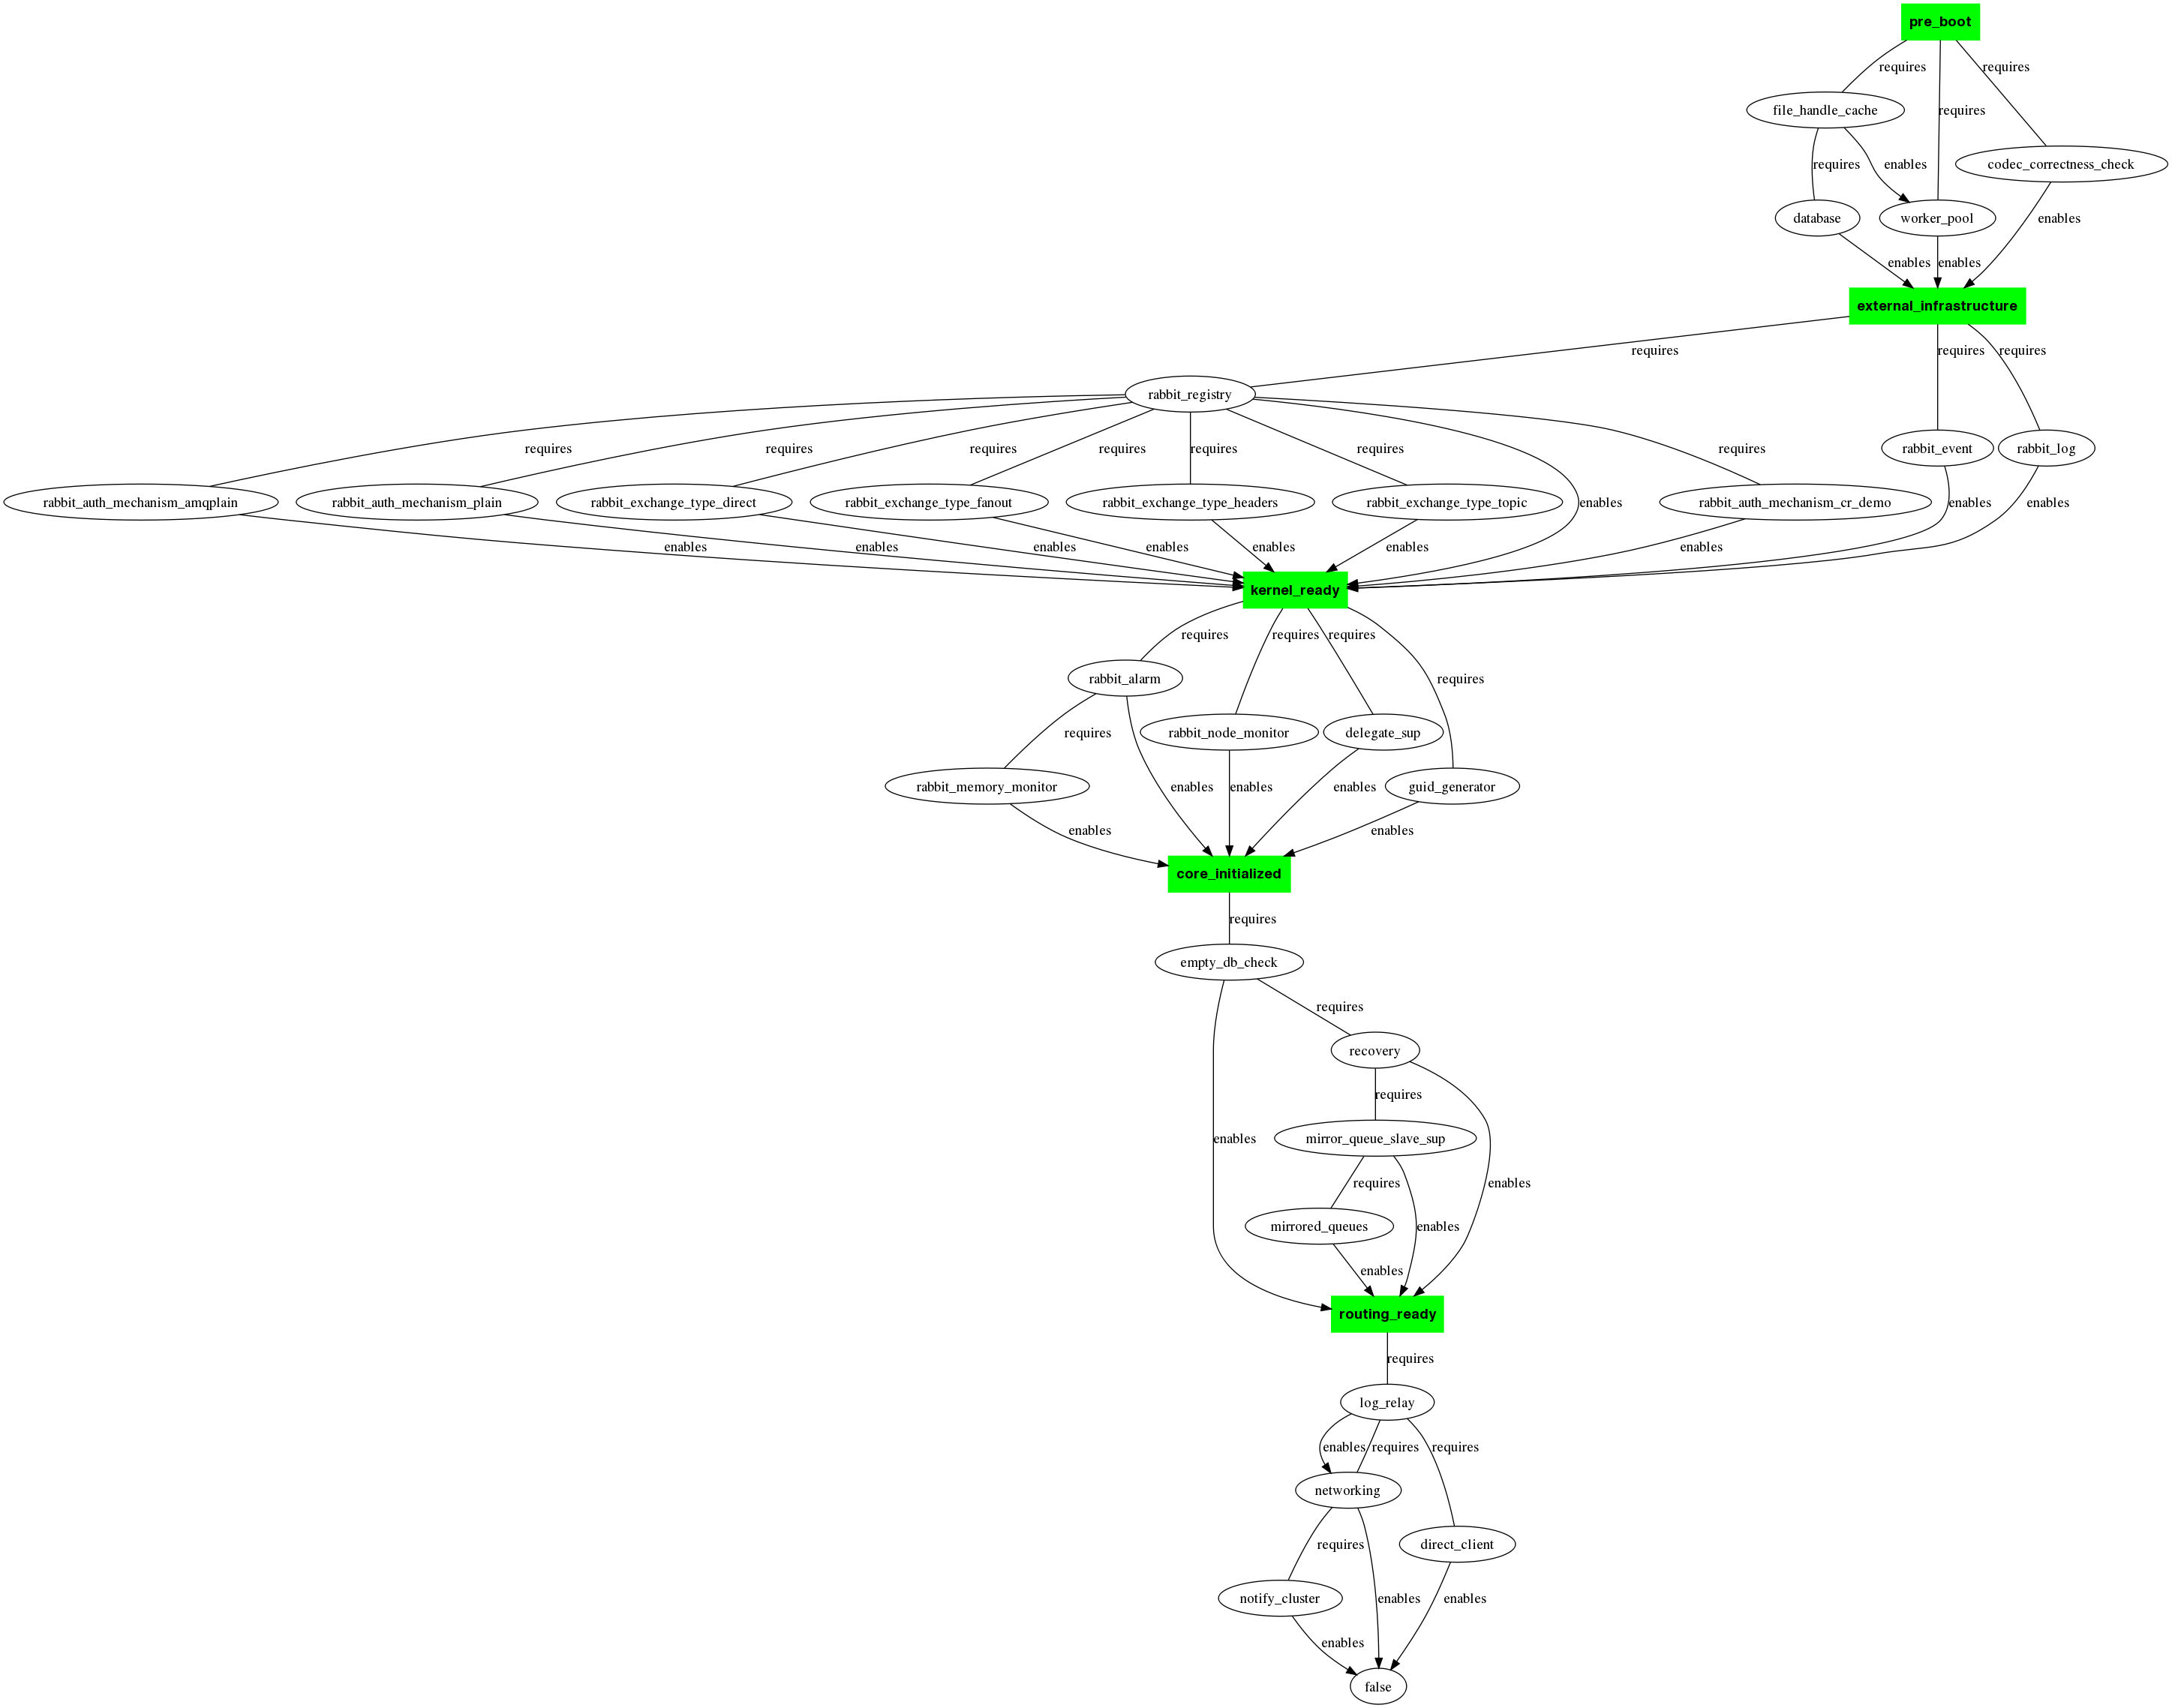 pre_boot
requires
requires
requires
file_handle_cache
requires
enables
codec_correctness_check
database
worker_pool
enables
enables
enables
external_infrastructure
requires
requires
requires
rabbit_registry
requires
requires
requires
requires
requires
requires
requires
rabbit_event
rabbit_log
rabbit_auth_mechanism_amqplain
rabbit_auth_mechanism_plain
rabbit_exchange_type_direct
rabbit_exchange_type_fanout
rabbit_exchange_type_headers
rabbit_exchange_type_topic
enables
rabbit_auth_mechanism_cr_demo
enables
enables
enables
enables
enables
enables
enables
enables
enables
kernel_ready
requires
requires
requires
requires
rabbit_alarm
requires
rabbit_node_monitor
delegate_sup
rabbit_memory_monitor
enables
enables
enables
guid_generator
enables
enables
core_initialized
requires
empty_db_check
requires
recovery
requires
enables
mirror_queue_slave_sup
requires
enables
mirrored_queues
enables
enables
routing_ready
requires
log_relay
enables
requires
requires
networking
requires
direct_client
notify_cluster
enables
enables
enables
false